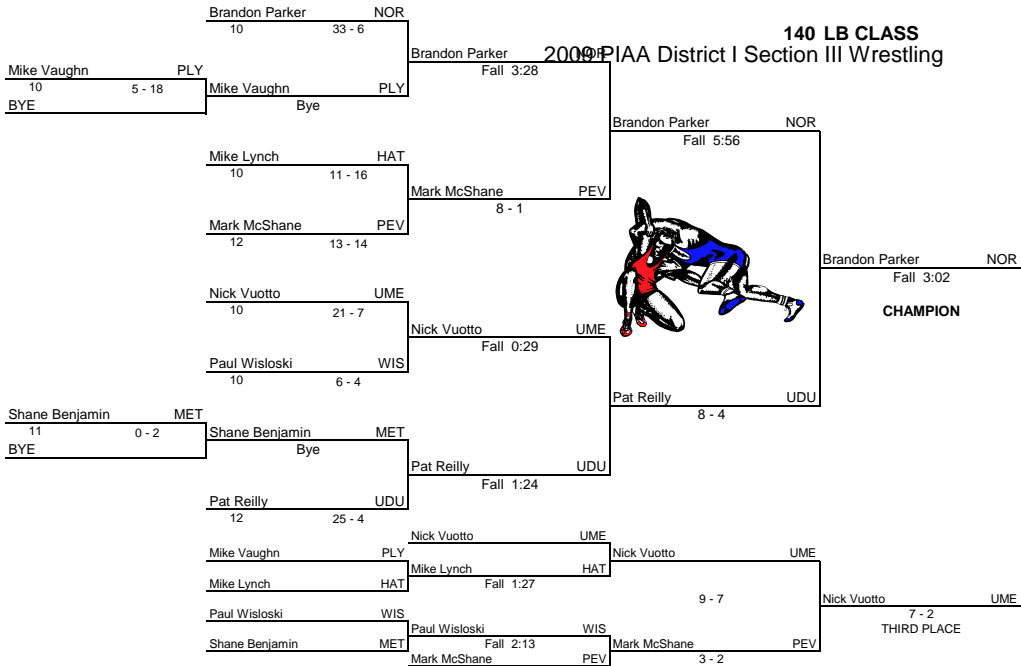 140 LB CLASS
2009 PIAA District I Section III Wrestling
Brandon Parker NOR
10 33 - 6
Mike Vaughn PLY
10 5 - 18
BYE
Mike Vaughn PLY
Bye
Brandon Parker NOR
Fall 3:28
Mike Lynch HAT
10 11 - 16
Mark McShane PEV
12 13 - 14
Mark McShane PEV
8 - 1
Brandon Parker NOR
Fall 5:56
Nick Vuotto UME
10 21 - 7
Paul Wisloski WIS
10 6 - 4
Nick Vuotto UME
Fall 0:29
Shane Benjamin MET
11 0 - 2
BYE
Shane Benjamin MET
Bye
Pat Reilly UDU
12 25 - 4
Pat Reilly UDU
Fall 1:24
Pat Reilly UDU
8 - 4
Brandon Parker NOR
Fall 3:02
CHAMPION
Mike Vaughn PLY
Mike Lynch HAT
Nick Vuotto UME
Mike Lynch HAT
Fall 1:27
Nick Vuotto UME
9 - 7
Paul Wisloski WIS
Shane Benjamin MET
Paul Wisloski WIS
Fall 2:13
Mark McShane PEV
Mark McShane PEV
3 - 2
Nick Vuotto UME
7 - 2
THIRD PLACE